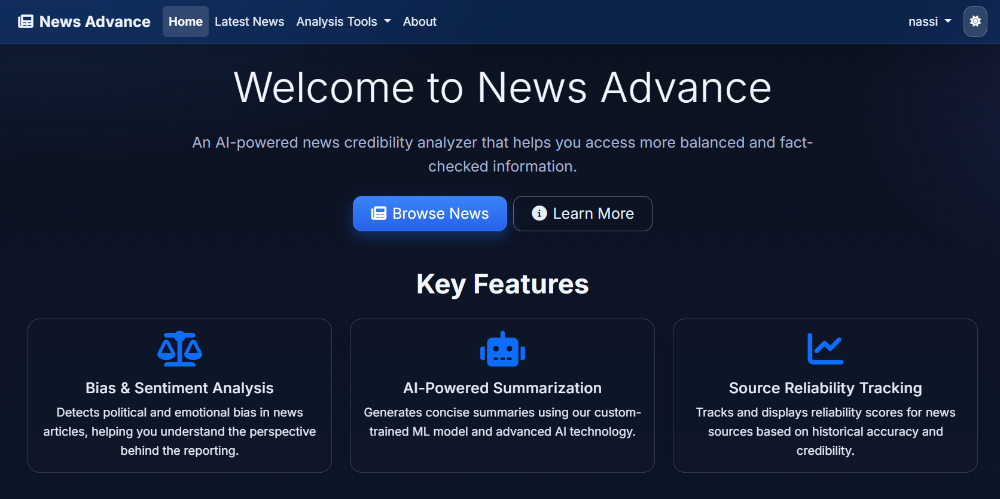 News Advance
Home
Latest News
Analysis Tools
About
nassi
Welcome to News Advance
An AI-powered news credibility analyzer that helps you access more balanced and fact-
checked information.
Browse News
Learn More
Key Features
Bias & Sentiment Analysis
Detects political and emotional bias in news
articles, helping you understand the perspective
behind the reporting.
AI-Powered Summarization
Generates concise summaries using our custom-
trained ML model and advanced AI technology.
Source Reliability Tracking
Tracks and displays reliability scores for news
sources based on historical accuracy and
credibility.